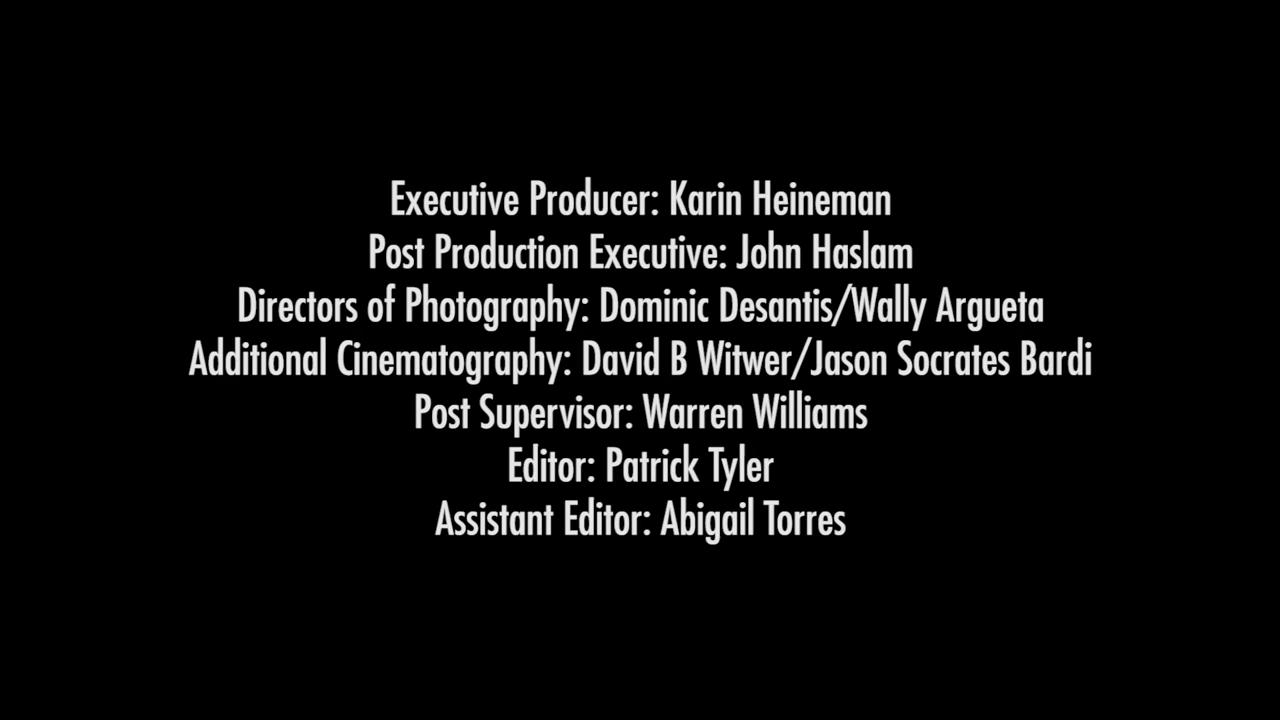 Executive Producer: Karin Heineman
Post Production Executive: John Haslam
Directors of Photography: Dominic Desantis/Wally Argueta
Additional Cinematography: David B Witwer/Jason Socrates Bardi
Post Supervisor: Warren Williams
Editor: Patrick Tyler
Assistant Editor: Abigail Torres